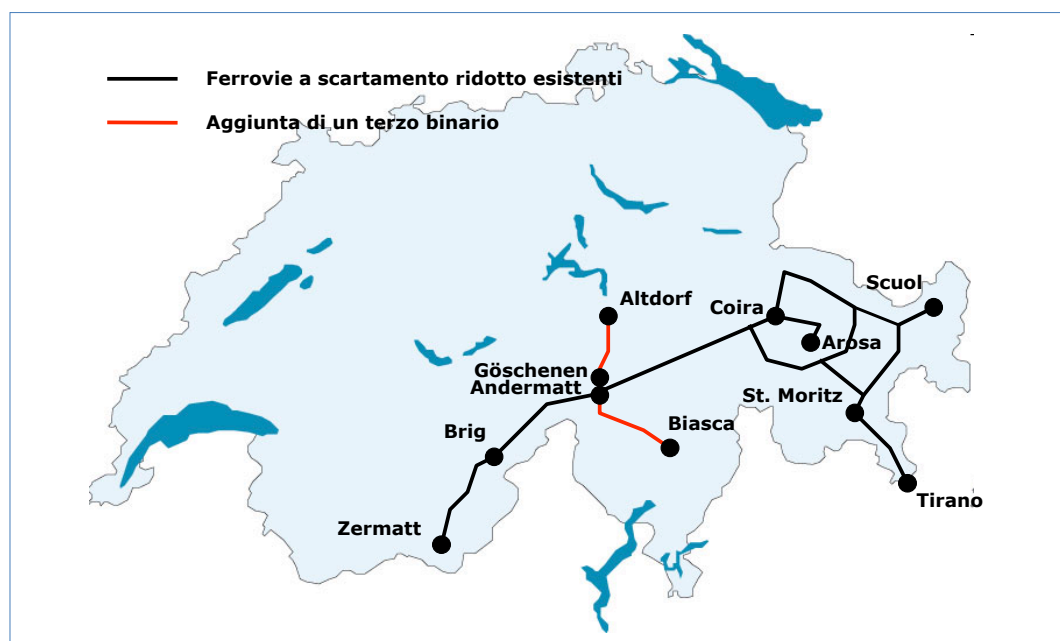 Ferrovie a scartamento ridotto esistenti
Aggiunta di un terzo binario
Scuol
Altdorf
Coira
Arosa
Göschenen
Andermatt
St. Moritz
Brig
Biasca
Tirano
Zermatt